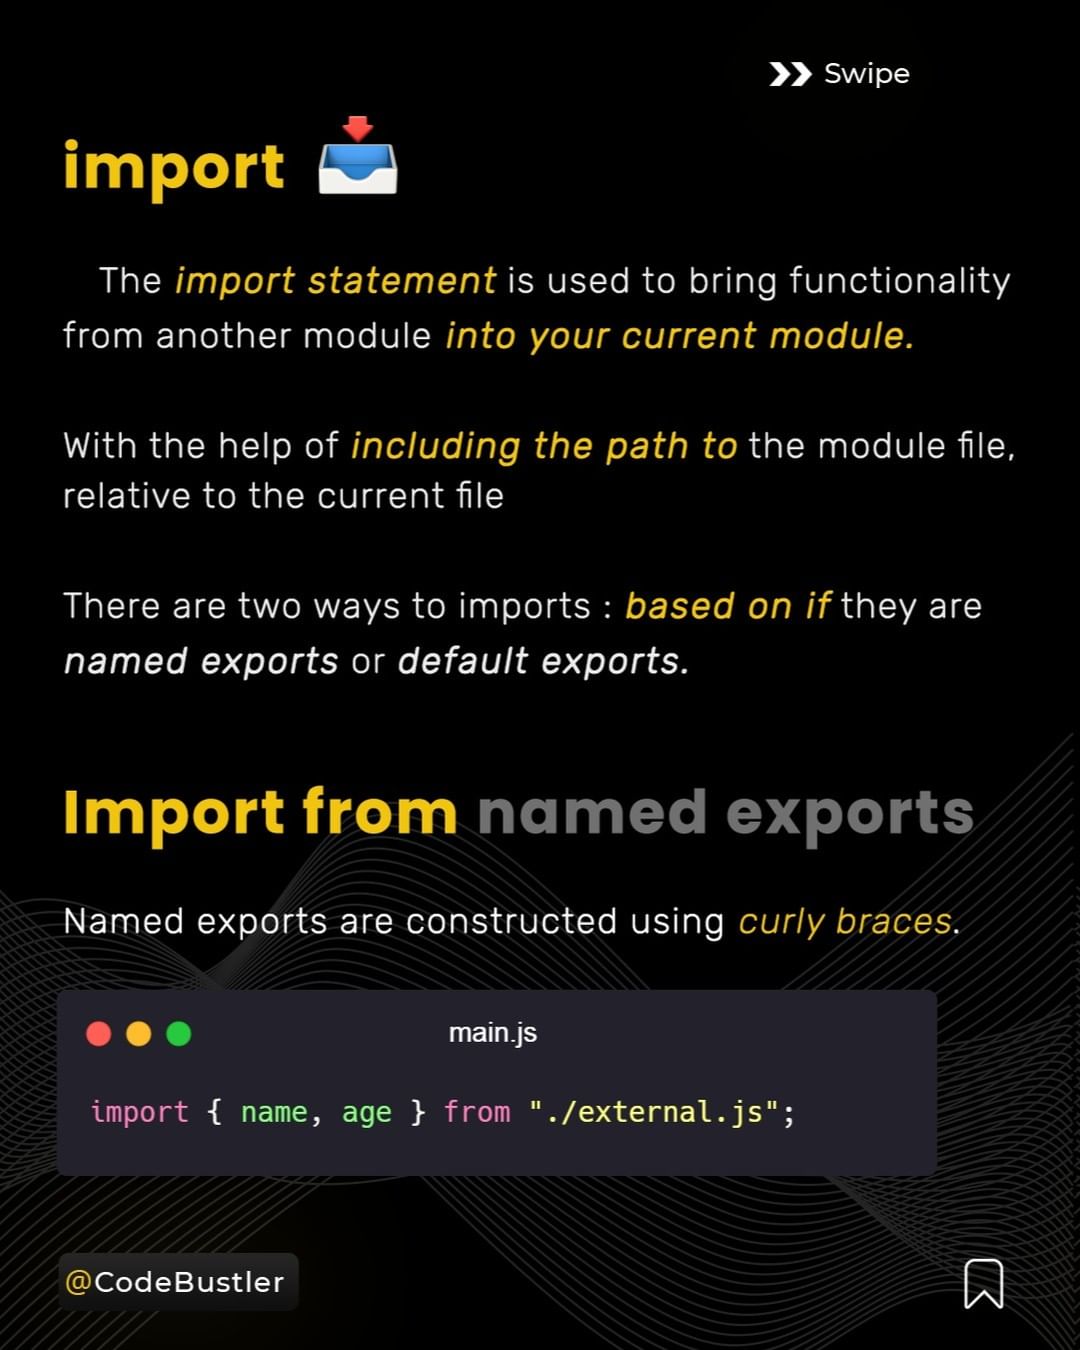 Swipe
import
The import statement is used to bring functionality
from another module into your current module.
With the help of including the path to the module file,
relative to the current file
There are two ways to imports : based on if they are
named exports or default exports.
Import from named exports
Named exports are constructed using curly braces.
main.js
import { name, age } from "./external.js";
@CodeBustler